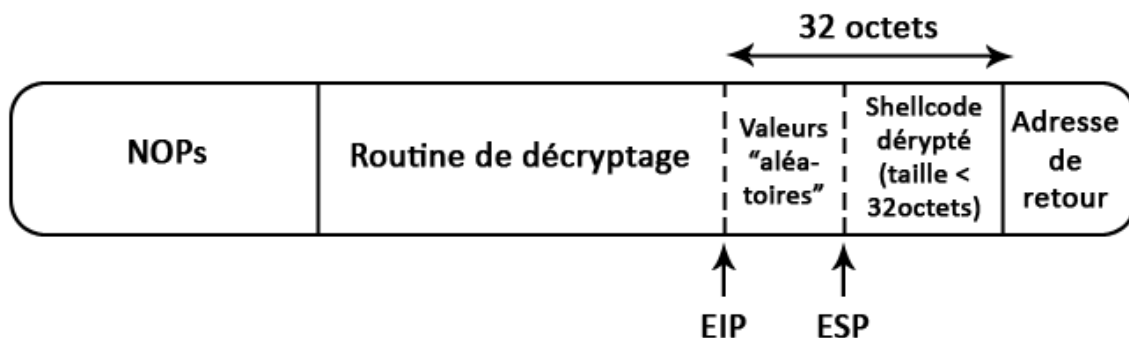 32 octets
NOPs
Routine de décryptage
Valeurs
“aléa-
toires”
Shellcode
dérypté
(taille <
32octets)
Adresse
de
retour
EIP
ESP